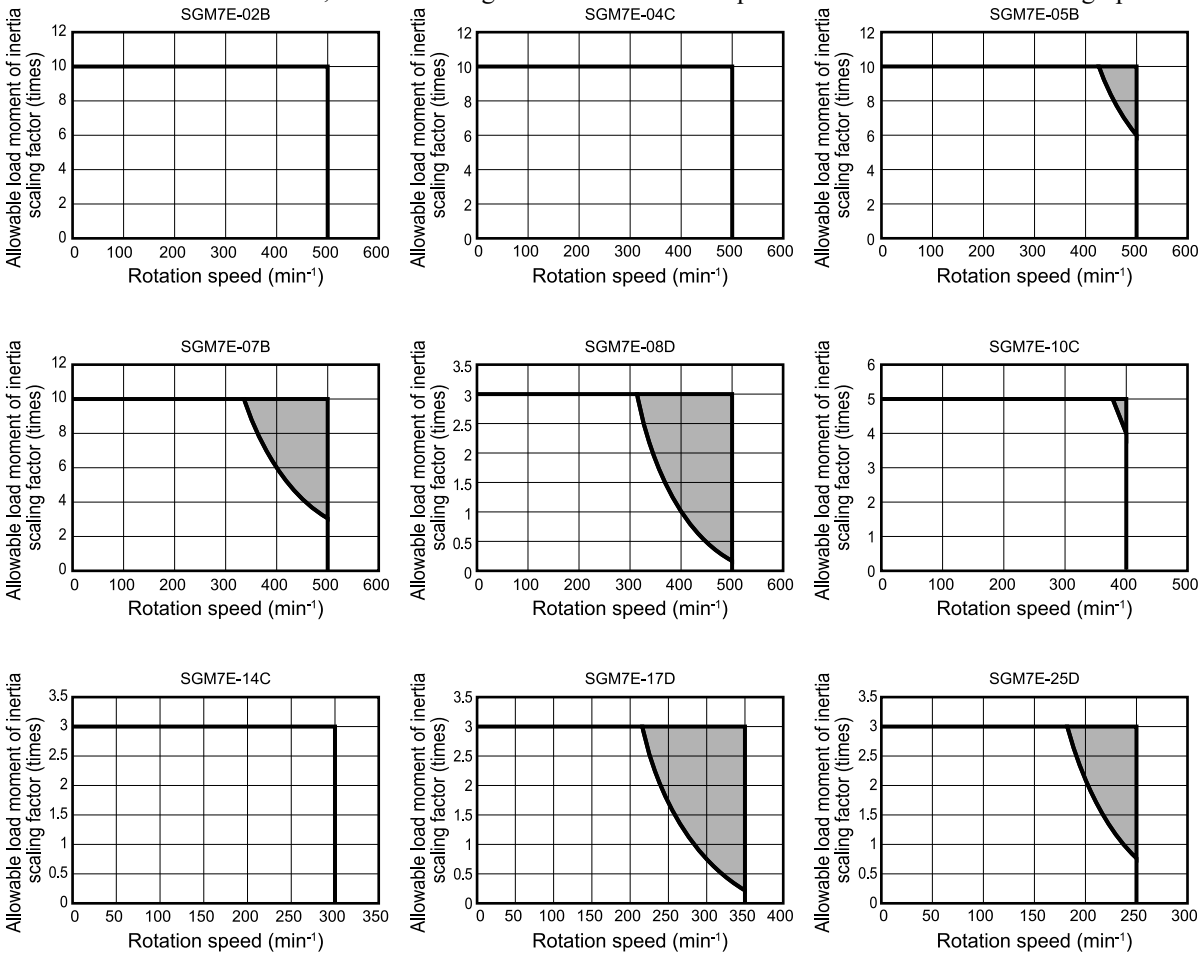 SGM7E-02B
Allowable load moment of inertia
scaling factor (times)
12
10
8
6
4
2
0
0 100 200 300 400 500 600
Rotation speed (min-1)
SGM7E-04C
Allowable load moment of inertia
scaling factor (times)
12
10
8
6
4
2
0
0 100 200 300 400 500 600
Rotation speed (min-1)
SGM7E-05B
Allowable load moment of inertia
scaling factor (times)
12
10
8
6
4
2
0
0 100 200 300 400 500 600
Rotation speed (min-1)
SGM7E-07B
Allowable load moment of inertia
scaling factor (times)
12
10
8
6
4
2
0
0 100 200 300 400 500 600
Rotation speed (min-1)
SGM7E-08D
Allowable load moment of inertia
scaling factor (times)
3.5
3
2.5
2
1.5
1
0.5
0
0 100 200 300 400 500 600
Rotation speed (min-1)
SGM7E-10C
Allowable load moment of inertia
scaling factor (times)
6
5
4
3
2
1
0
0 100 200 300 400 500
Rotation speed (min-1)
SGM7E-14C
Allowable load moment of inertia
scaling factor (times)
3.5
3
2.5
2
1.5
1
0.5
0
0 50 100 150 200 250 300 350
Rotation speed (min-1)
SGM7E-17D
Allowable load moment of inertia
scaling factor (times)
3.5
3
2.5
2
1.5
1
0.5
0
0 50 100 150 200 250 300 350 400
Rotation speed (min-1)
SGM7E-25D
Allowable load moment of inertia
scaling factor (times)
3.5
3
2.5
2
1.5
1
0.5
0
0 50 100 150 200 250 300
Rotation speed (min-1)